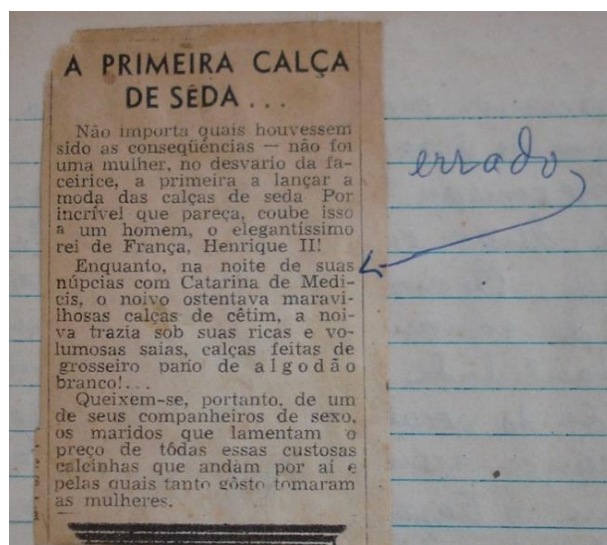 A PRIMEIRA CALÇA
DE SÊDA . . .
Não importa quais houvessem
sido as conseqüências — não foi
uma mulher, no desvario da fa-
ceirice, a primeira a lançar a
moda das calças de seda Por
incrível que pareça, coube isso
a um homem, o elegantíssimo
rei de França, Henrique II!
Enquanto, na noite de suas
núpcias com Catarina de Medi-
cis, o noivo ostentava maravi-
lhosas calças de cêtim, a noi-
va trazia sob suas ricas e vo-
lumosas saias, calças feitas de
grosseiro pano de algodão
branco!...
Queixem-se, portanto, de um
de seus companheiros de sexo,
os maridos que lamentam o
preço de tôdas essas custosas
calcinhas que andam por aí e
pelas quais tanto gôsto tomaram
as mulheres.
errado